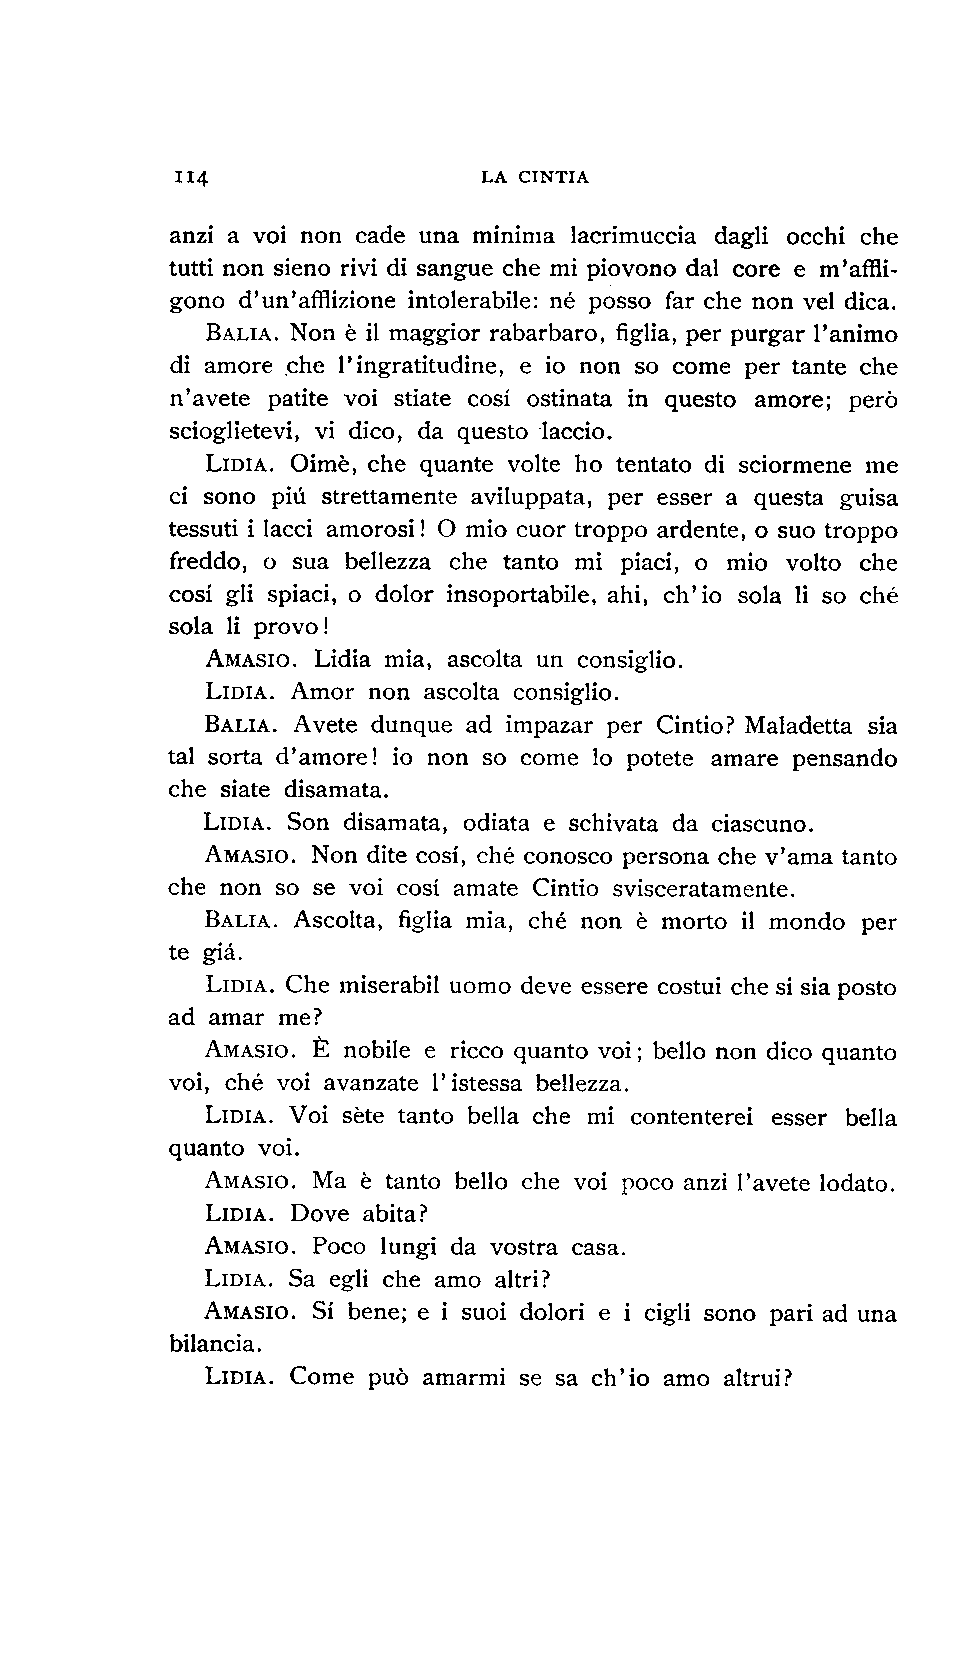 114 LA CINTIA
anzi a voi non cade una minima lacrimuccia dagli occhi che
tutti non sieno rivi di sangue che mi piovono dal core e m'affli-
gono d'un'afflizione intolerabile: né posso far che non vel dica.
BALIA. Non è il maggior rabarbaro, figlia, per purgar l'animo
di amore che l'ingratitudine, e io non so come per tante che
n'avete patite voi stiate cosí ostinata in questo amore; però
scioglietevi, vi dico, da questo laccio.
LIDIA. Oimè, che quante volte ho tentato di sciormene me
ci sono piú strettamente aviluppata, per esser a questa guisa
tessuti i lacci amorosi! O mio cuor troppo ardente, o suo troppo
freddo, o sua bellezza che tanto mi piaci, o mio volto che
cosí gli spiaci, o dolor insoportabile, ahi, ch'io sola li so ché
sola li provo!
AMASIO. Lidia mia, ascolta un consiglio.
LIDIA. Amor non ascolta consiglio.
BALIA. Avete dunque ad impazar per Cintio? Maladetta sia
tal sorta d'amore! io non so come lo potete amare pensando
che siate disamata.
LIDIA. Son disamata, odiata e schivata da ciascuno.
AMASIO. Non dite cosí, ché conosco persona che v'ama tanto
che non so se voi cosí amate Cintio svisceratamente.
BALIA. Ascolta, figlia mia, ché non è morto il mondo per
te giá.
LIDIA. Che miserabil uomo deve essere costui che si sia posto
ad amar me?
AMASIO. È nobile e ricco quanto voi; bello non dico quanto
voi, ché voi avanzate l'istessa bellezza.
LIDIA. Voi sète tanto bella che mi contenterei esser bella
quanto voi.
AMASIO. Ma è tanto bello che voi poco anzi l'avete lodato.
LIDIA. Dove abita?
AMASIO. Poco lungi da vostra casa.
LIDIA. Sa egli che amo altri?
AMASIO. Sí bene; e i suoi dolori e i cigli sono pari ad una
bilancia.
LIDIA. Come può amarmi se sa ch'io amo altrui?